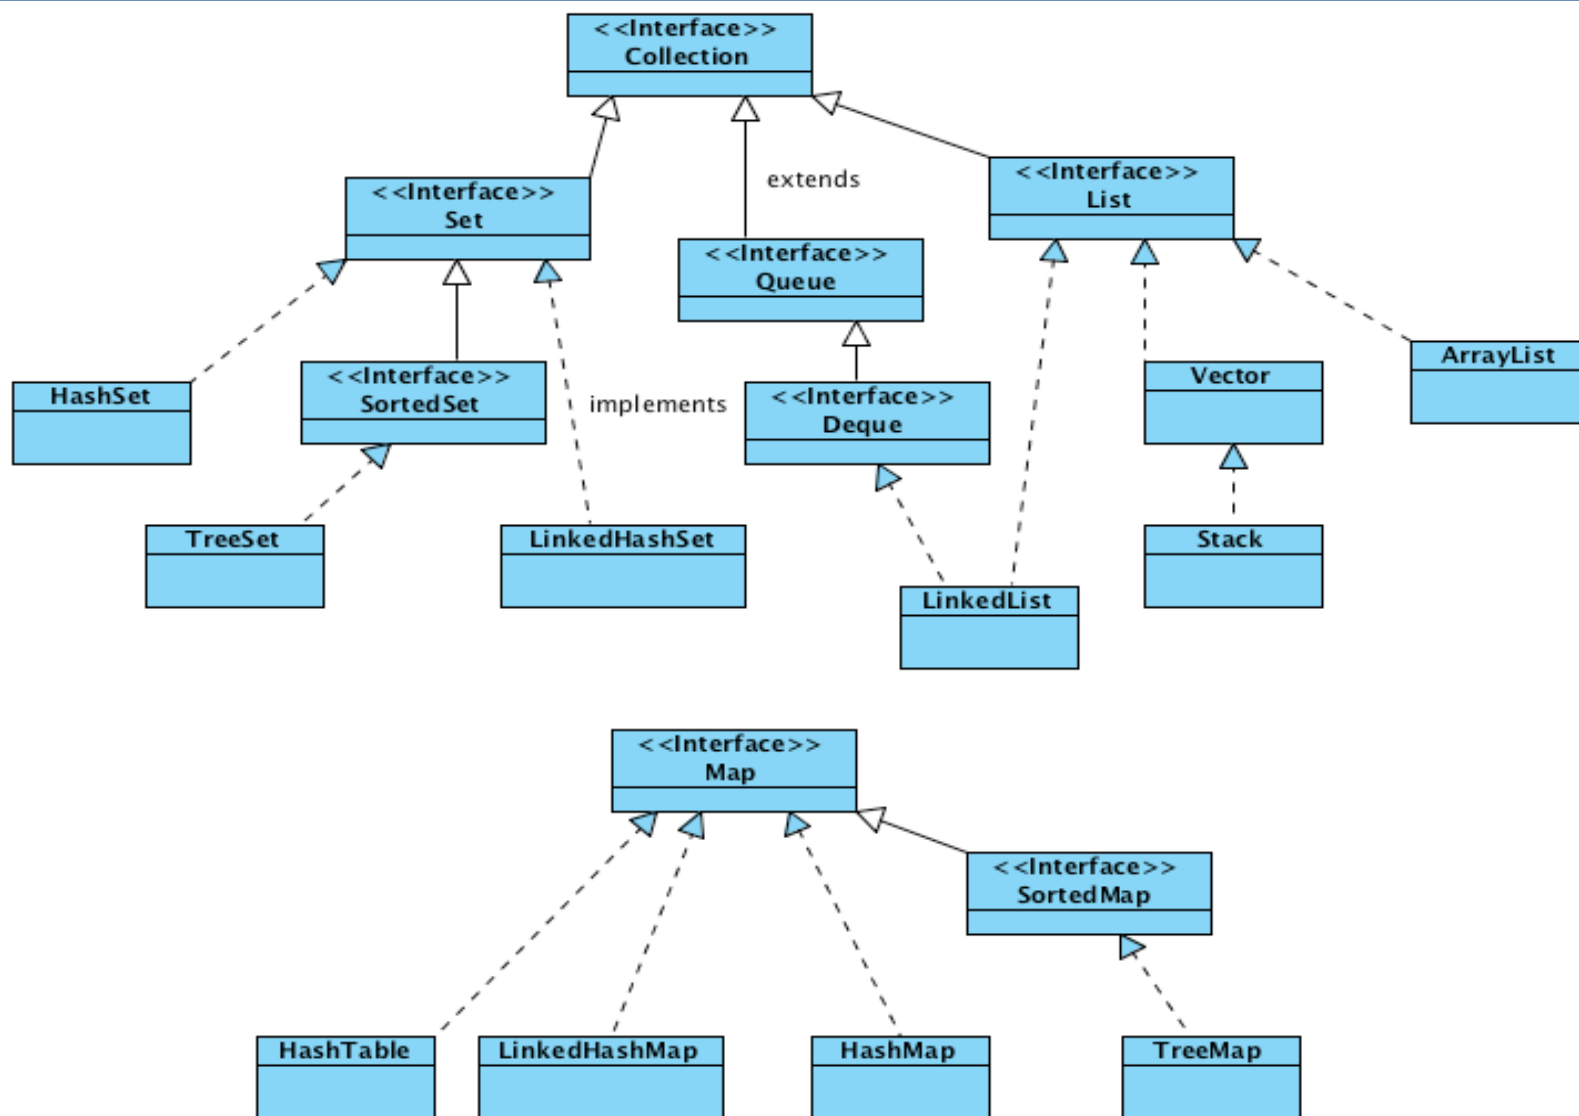 <<Interface>>
Collection
<<Interface>>
Set
extends
<<Interface>>
List
<<Interface>>
Queue
HashSet
<<Interface>>
SortedSet
implements
<<Interface>>
Deque
Vector
ArrayList
TreeSet
LinkedHashSet
LinkedList
Stack
<<Interface>>
Map
<<Interface>>
SortedMap
HashTable
LinkedHashMap
HashMap
TreeMap